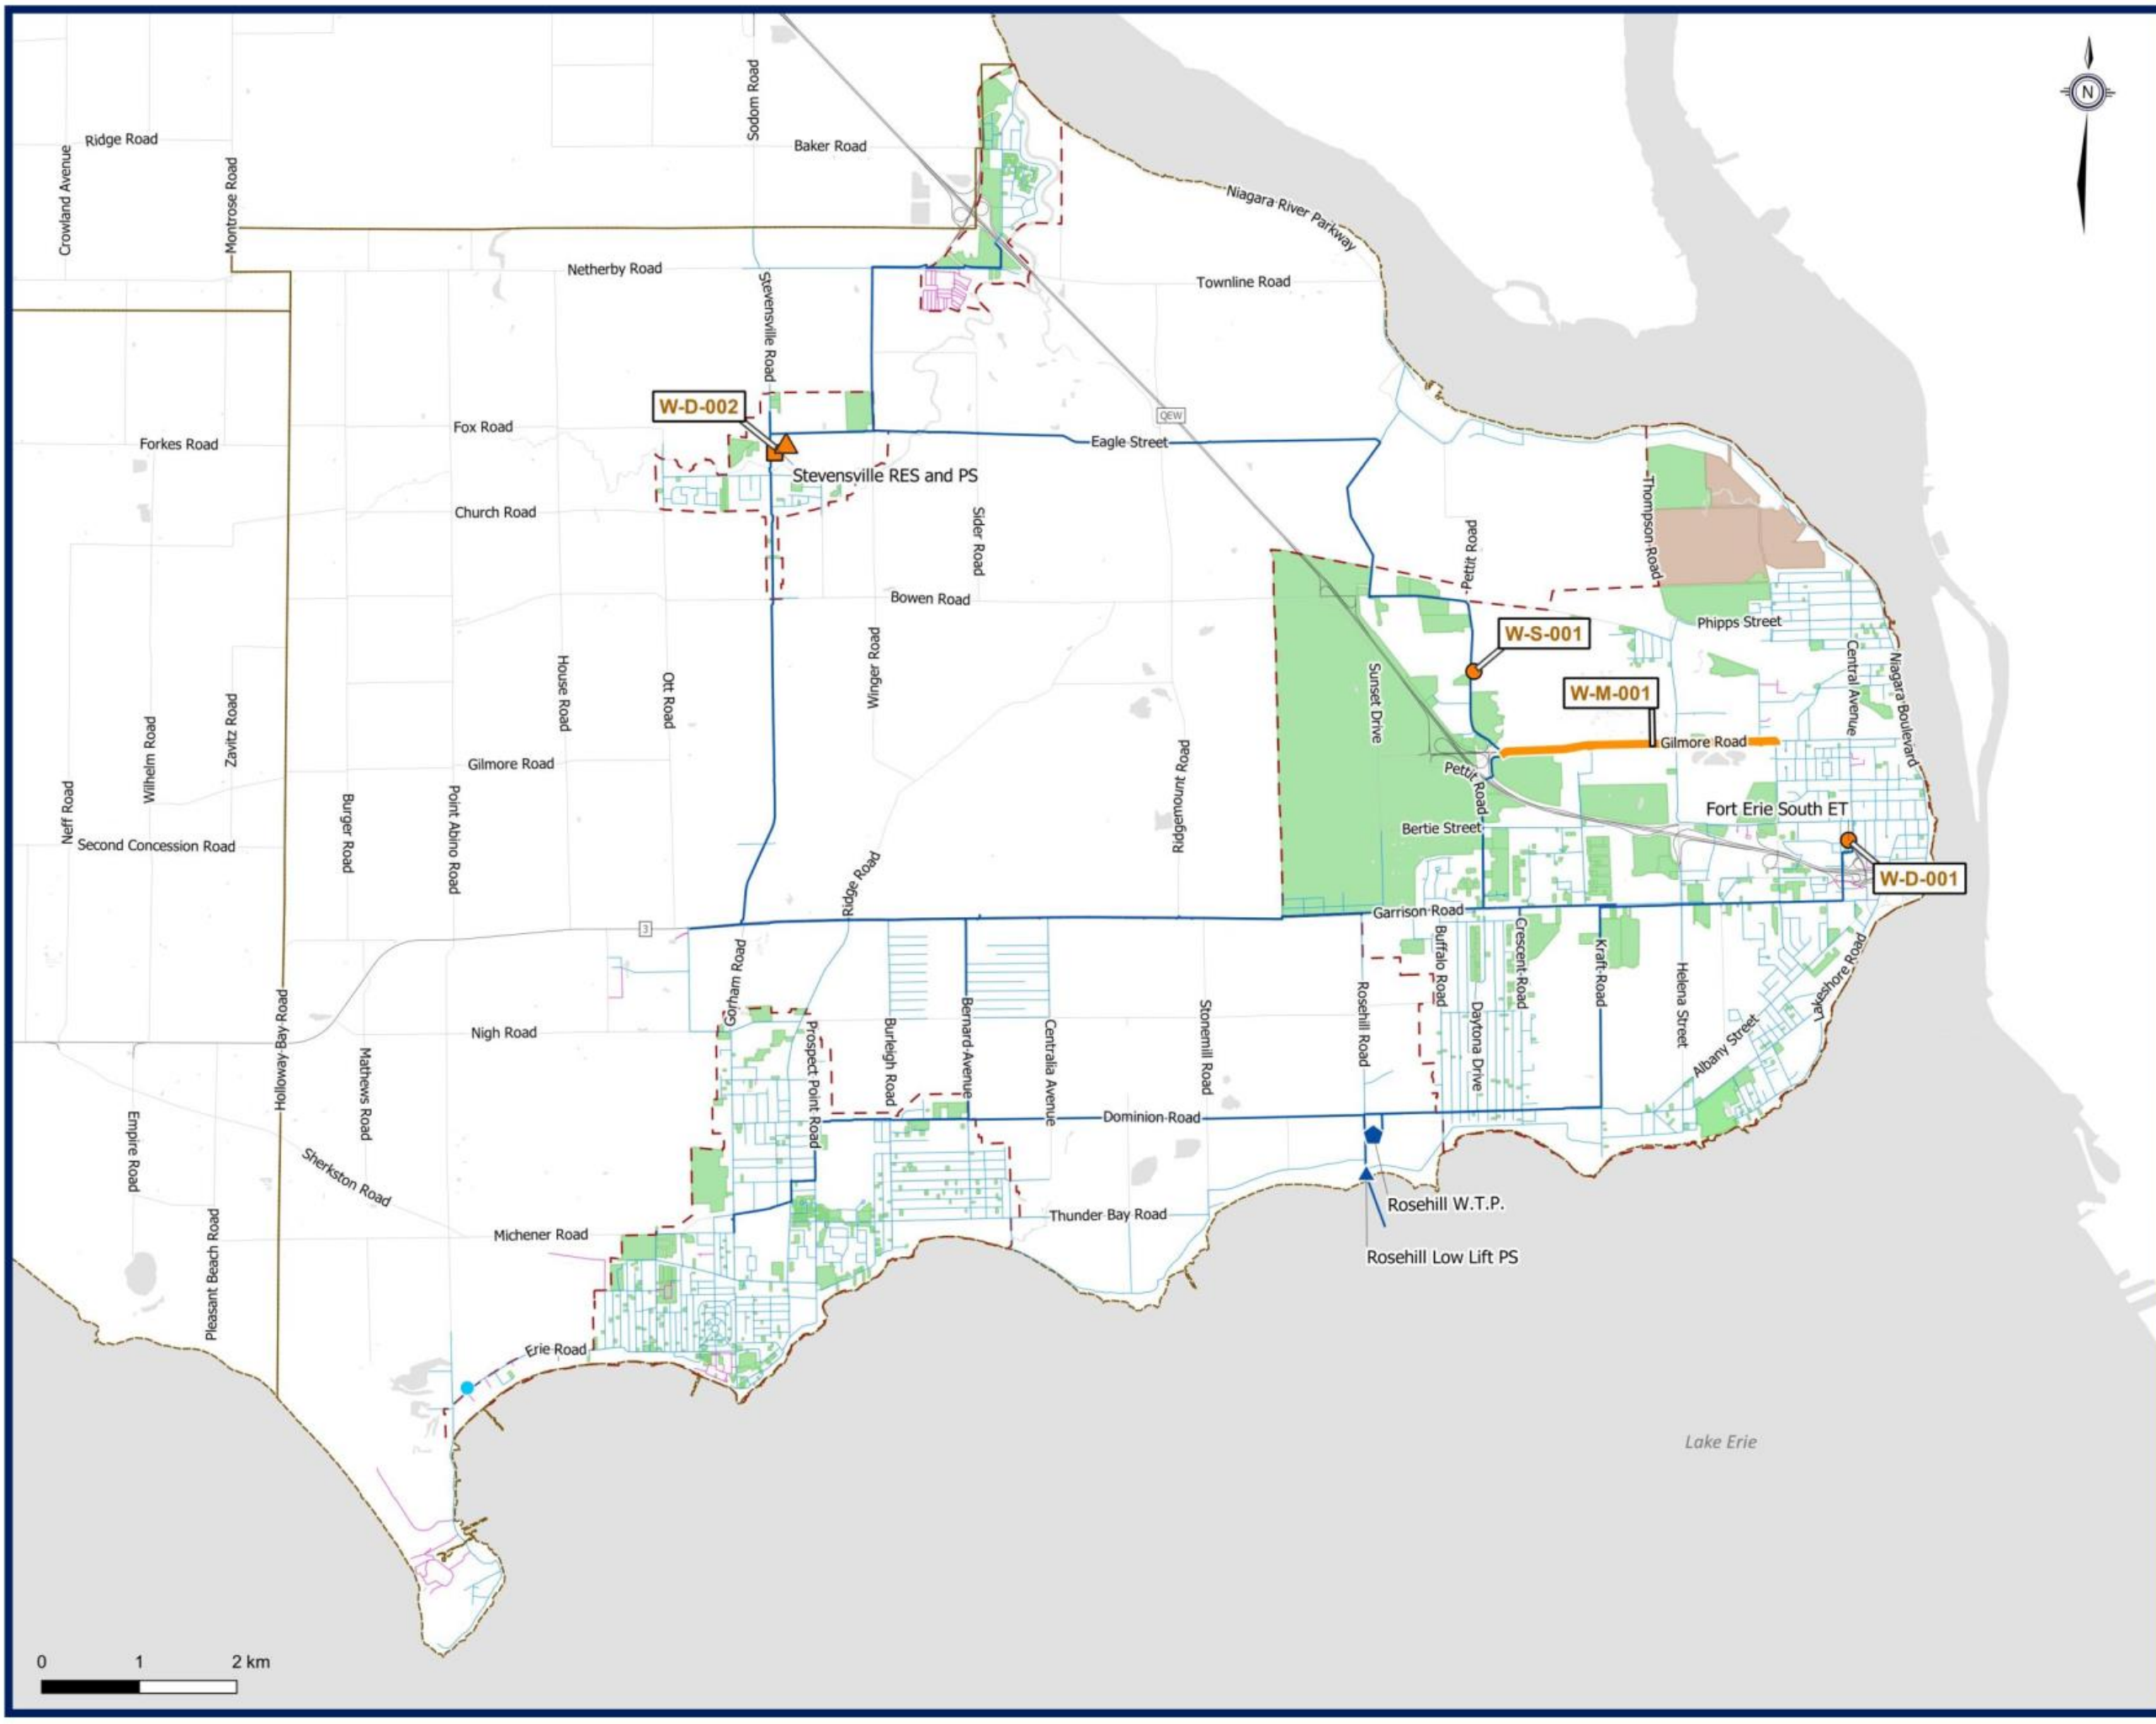 N
Sodom Road
Ridge Road
Baker Road
Crowland Avenue
Montrose Road
Niagara River Parkway
Netherby Road
Townline Road
Stevensville Road
W-D-002
QEW
Fox Road
Forkes Road
Eagle Street
Stevensville RES and PS
Church Road
Sider Road
Pettit Road
Thompson Road
Bowen Road
Phipps Street
W-S-001
Winger Road
House Road
Ott Road
Sunset Drive
Central Avenue
Niagara Boulevard
W-M-001
Zavitz Road
Wilhelm Road
Gilmore Road
Gilmore Road
Ridgemount Road
Pettit Road
Neff Road
Burger Road
Point Abino Road
Fort Erie South ET
Bertie Street
Second Concession Road
Ridge Road
W-D-001
Garrison Road
3
Gorham Road
Buffalo Road
Crescent Road
Kraft Road
Helena Street
Lakeshore Road
Holloway Bay Road
Nigh Road
Mathews Road
Prospect Point Road
Burleigh Road
Bernard Avenue
Centralia Avenue
Stonemill Road
Rosehill Road
Daytona Drive
Albany Street
Dominion Road
Empire Road
Sherkston Road
Pleasant Beach Road
Michener Road
Thunder Bay Road
Rosehill W.T.P.
Rosehill Low Lift PS
Erie Road
Lake Erie
0 1 2 km